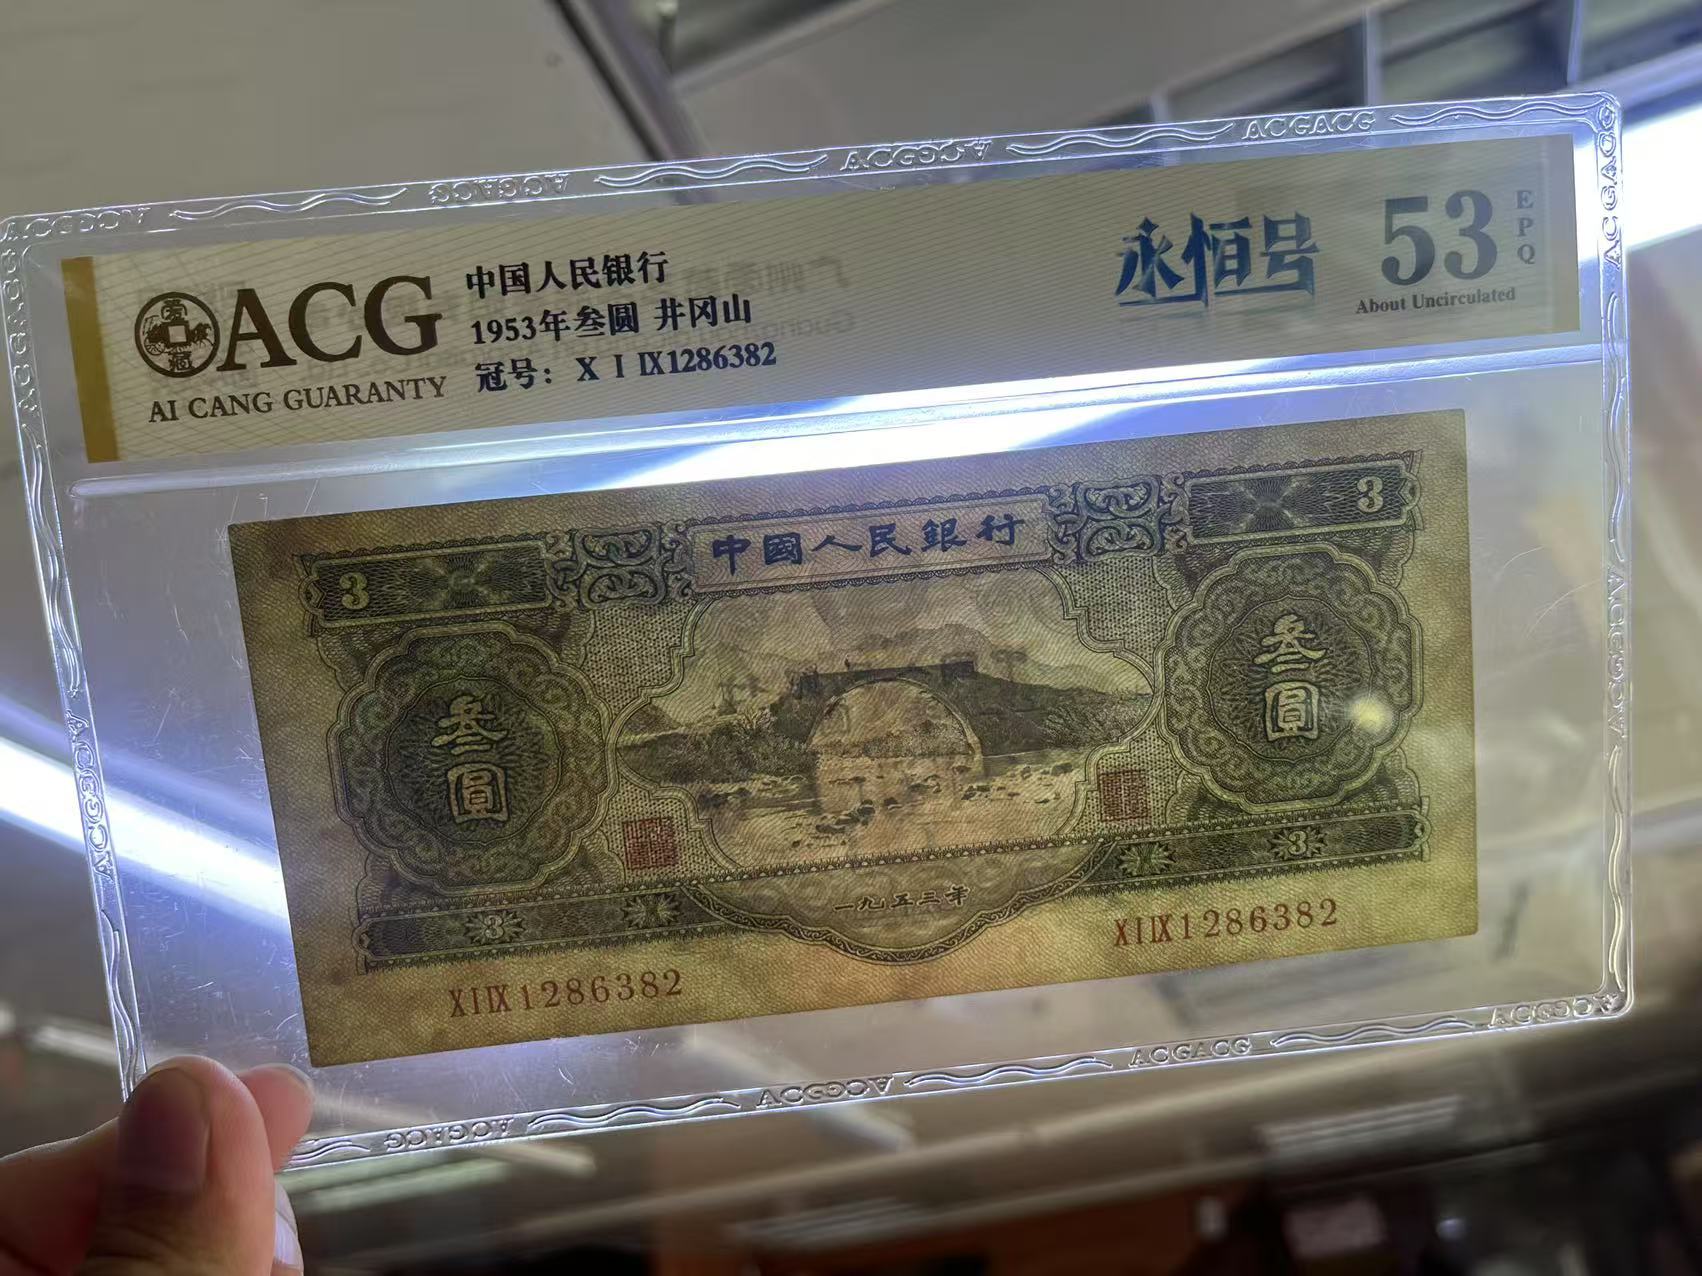 ACG
AI CANG GUARANTY
中国人民银行
1953年叁圆 井冈山
冠号：X I IX1286382
永恒号
53
EPQ
About Uncirculated
中國人民銀行
3
3
叁圓
叁圓
一九五三年
3
3
XIIX1286382
XIIX1286382